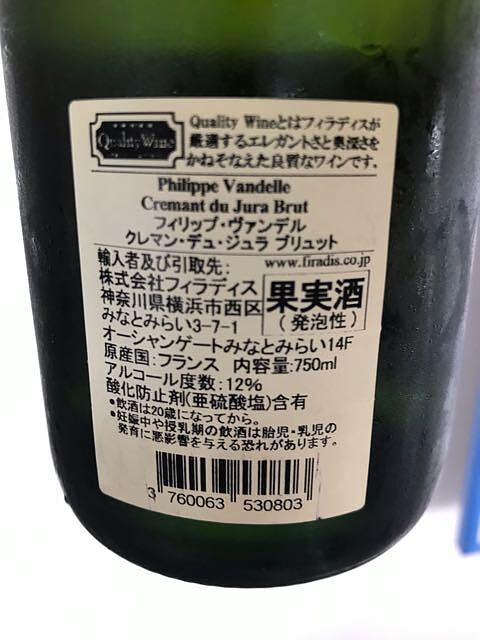 Quality Wine
Quality Wineとはフィラディスが
厳選するエレガントさと奥深さを
かねそなえた良質なワインです。
Philippe Vandelle
Cremant du Jura Brut
フィリップ・ヴァンデル
クレマン・デュ・ジュラ ブリュット
輸入者及び引取先:
www.firadis.co.jp
株式会社フィラディス
神奈川県横浜市西区
みなとみらい3-7-1
果実酒
(発泡性)
オーシャンゲートみなとみらい14F
原産国:フランス 内容量:750ml
アルコール度数:12%
酸化防止剤(亜硫酸塩)含有
●飲酒は20歳になってから。
●妊娠中や授乳期の飲酒は胎児・乳児の
発育に悪影響を与える恐れがあります。
3 760063 530803